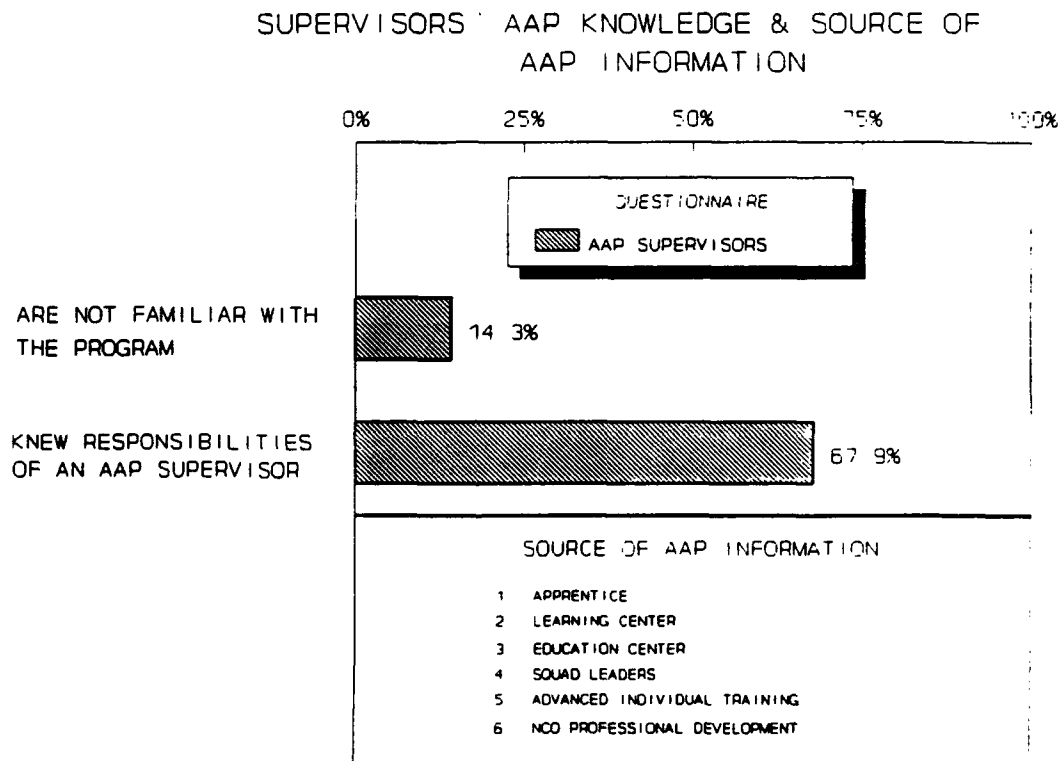 SUPERVISORS' AAP KNOWLEDGE & SOURCE OF
AAP INFORMATION
0% 25% 50% 75% 100%
QUESTIONNAIRE
AAP SUPERVISORS
ARE NOT FAMILIAR WITH
THE PROGRAM
14 3%
KNEW RESPONSIBILITIES
OF AN AAP SUPERVISOR
67 9%
SOURCE OF AAP INFORMATION
1 APPRENTICE
2 LEARNING CENTER
3 EDUCATION CENTER
4 SQUAD LEADERS
5 ADVANCED INDIVIDUAL TRAINING
6 NCO PROFESSIONAL DEVELOPMENT